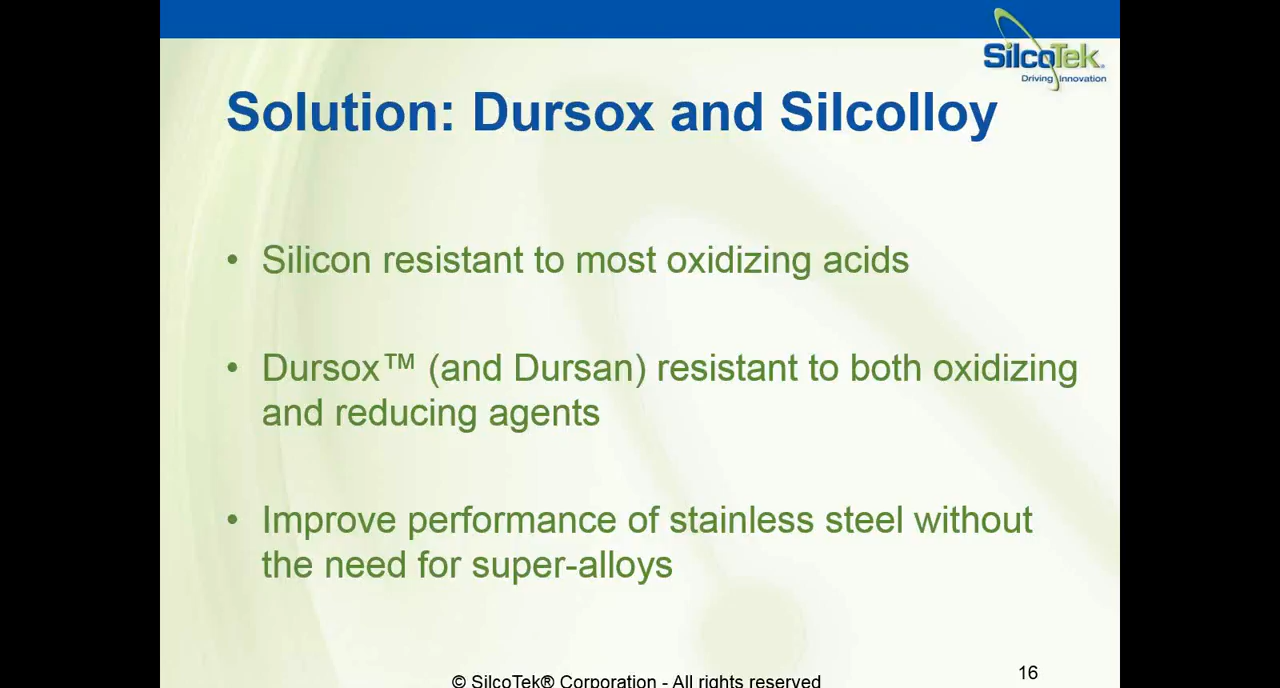 SilcoTek®
Driving Innovation
Solution: Dursox and Silcolloy
• Silicon resistant to most oxidizing acids
• Dursox™ (and Dursan) resistant to both oxidizing
and reducing agents
• Improve performance of stainless steel without
the need for super-alloys
16
© SilcoTek® Corporation - All rights reserved